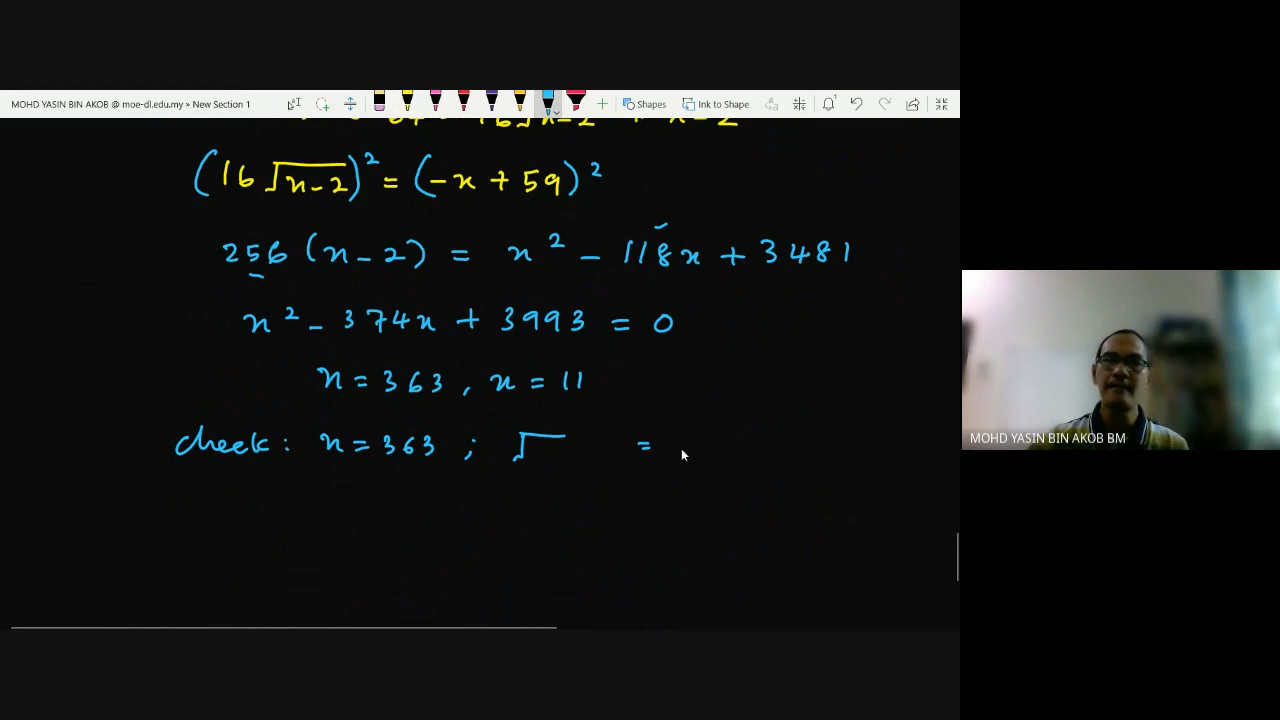 MOHD YASIN BIN AKOB @ moe-dl.edu.my » New Section 1
Shapes
Ink to Shape
(16√(x-2))² = (-x + 59)²
256 (x - 2) = x² - 118x + 3481
x² - 374x + 3993 = 0
x = 363, x = 11
Check: x = 363 ; √ =
MOHD YASIN BIN AKOB BM